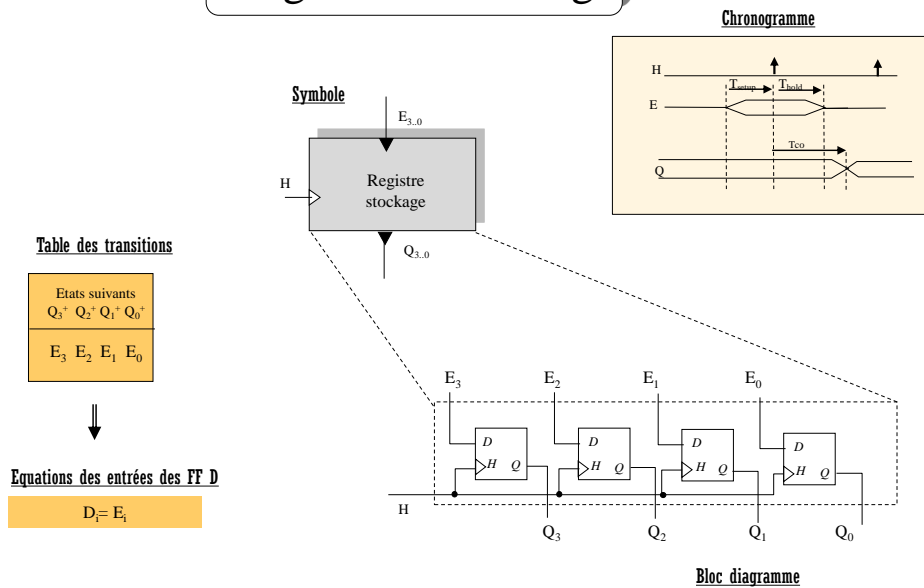 Chronogramme
H
T_setup T_hold
E
Tco
Q
Symbole
E_3..0
H
Registre
stockage
Q_3..0
Table des transitions
Etats suivants
Q_3^+ Q_2^+ Q_1^+ Q_0^+
E_3 E_2 E_1 E_0
Equations des entrées des FF D
D_i= E_i
E_3 E_2 E_1 E_0
D D D D
H Q H Q H Q H Q
H
Q_3 Q_2 Q_1 Q_0
Bloc diagramme